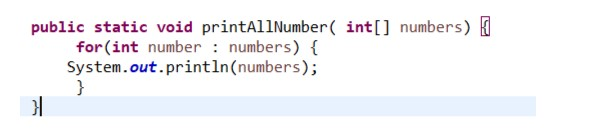 public static void printAllNumber( int[] numbers) {
for(int number : numbers) {
System.out.println(numbers);
}
}